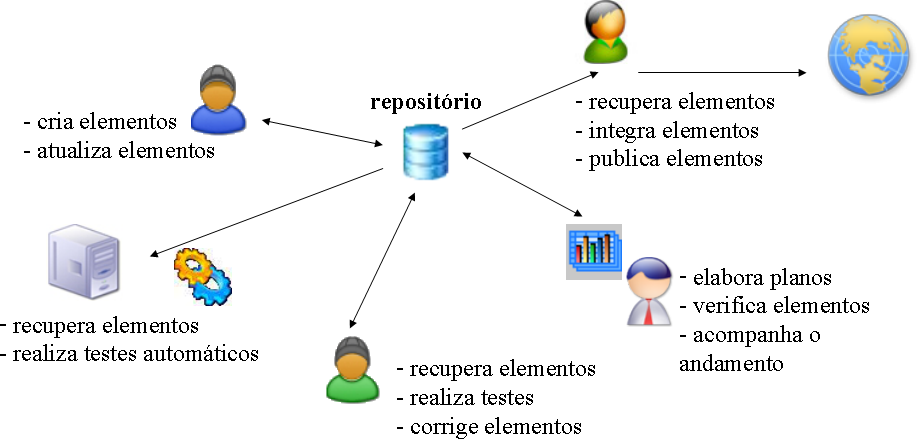 repositório
- cria elementos
- atualiza elementos
- recupera elementos
- integra elementos
- publica elementos
- recupera elementos
- realiza testes automáticos
- recupera elementos
- realiza testes
- corrige elementos
- elabora planos
- verifica elementos
- acompanha o
andamento